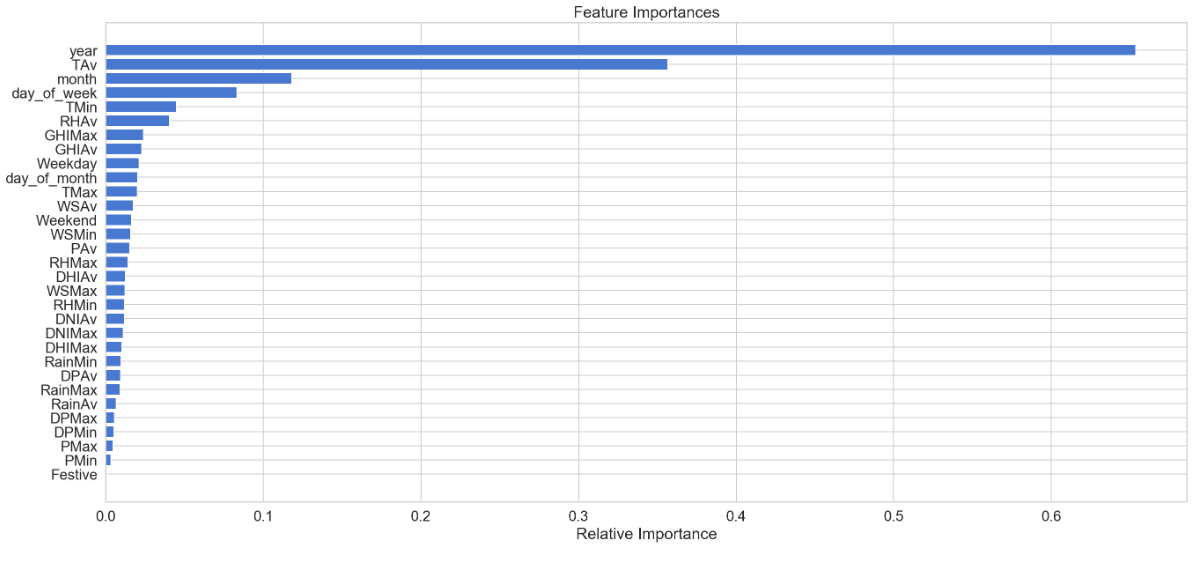 Feature Importances
year
TAv
month
day_of_week
TMin
RHAv
GHIMax
GHIAv
Weekday
day_of_month
TMax
WSAv
Weekend
WSMin
PAv
RHMax
DHIAv
WSMax
RHMin
DNIAv
DNIMax
DHIMax
RainMin
DPAv
RainMax
RainAv
DPMax
DPMin
PMax
PMin
Festive
0.0 0.1 0.2 0.3 0.4 0.5 0.6
Relative Importance